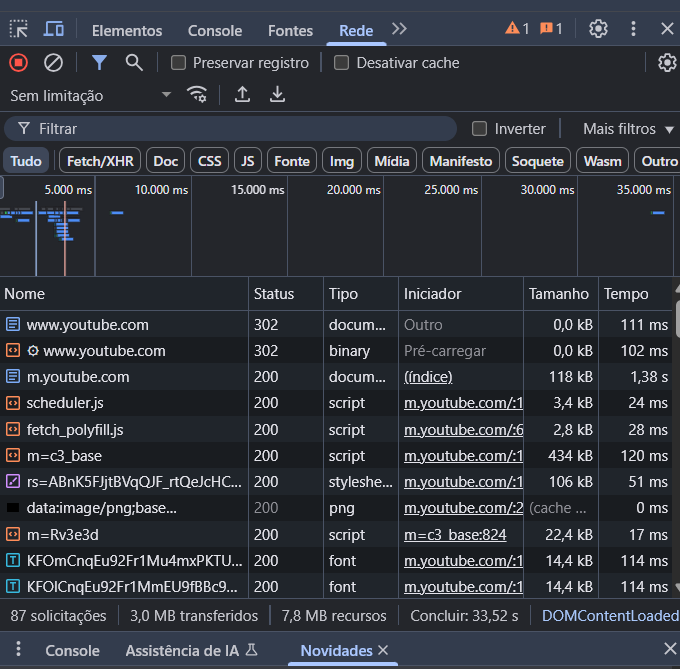 Elementos Console Fontes Rede 1 1
Preservar registro Desativar cache
Sem limitação
Filtrar Inverter Mais filtros
Tudo Fetch/XHR Doc CSS JS Fonte Img Mídia Manifesto Soquete Wasm Outro
5.000 ms 10.000 ms 15.000 ms 20.000 ms 25.000 ms 30.000 ms 35.000 ms
Nome Status Tipo Iniciador Tamanho Tempo
www.youtube.com 302 docum... Outro 0,0 kB 111 ms
www.youtube.com 302 binary Pré-carregar 0,0 kB 102 ms
m.youtube.com 200 docum... (índice) 118 kB 1,38 s
scheduler.js 200 script m.youtube.com/:1 3,4 kB 24 ms
fetch_polyfill.js 200 script m.youtube.com/:6 2,8 kB 28 ms
m=c3_base 200 script m.youtube.com/:1 434 kB 120 ms
rs=ABnK5FJjtBVqQJF_rtQeJcHC... 200 styleshe... m.youtube.com/:1 106 kB 51 ms
data:image/png;base... 200 png m.youtube.com/:2 (cache ... 0 ms
m=Rv3e3d 200 script m=c3_base:824 22,4 kB 17 ms
KFOmCnqEu92Fr1Mu4mxPKTU... 200 font m.youtube.com/:1 14,4 kB 114 ms
KFOlCnqEu92Fr1MmEU9fBBc9... 200 font m.youtube.com/:1 14,4 kB 114 ms
87 solicitações 3,0 MB transferidos 7,8 MB recursos Concluir: 33,52 s DOMContentLoaded
Console Assistência de IA Novidades